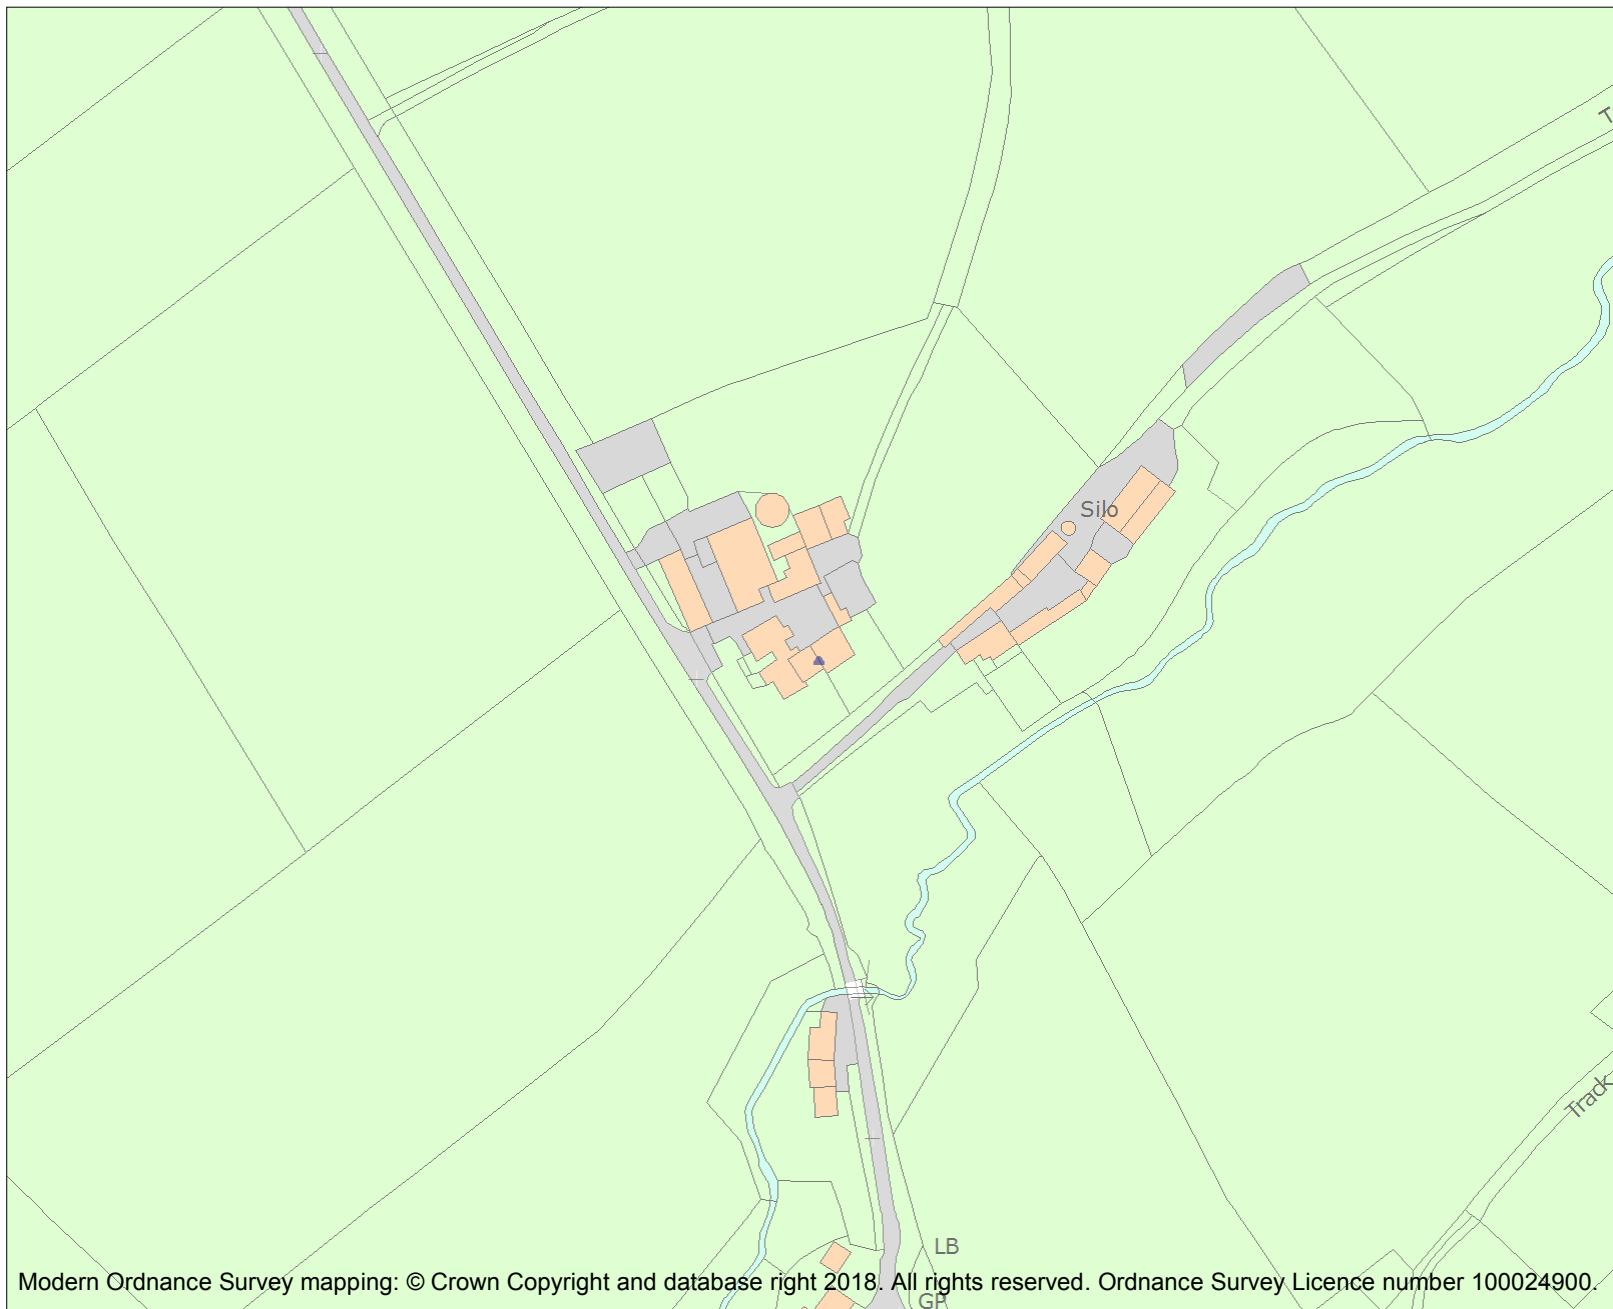 T
Silo
Track
LB
Modern Ordnance Survey mapping: © Crown Copyright and database right 2018. All rights reserved. Ordnance Survey Licence number 100024900.
GP